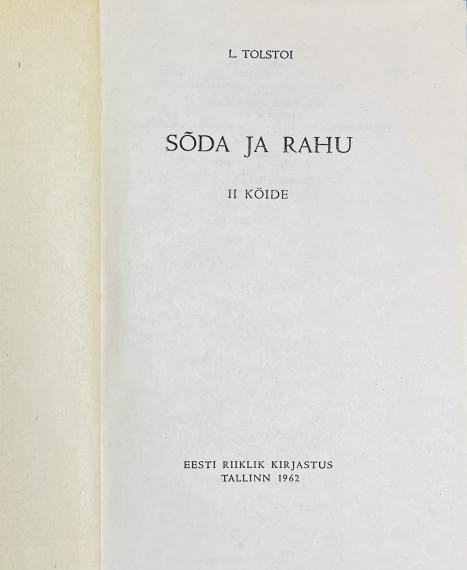 L. TOLSTOI
SÕDA JA RAHU
II KÖIDE
EESTI RIIKLIK KIRJASTUS
TALLINN 1962